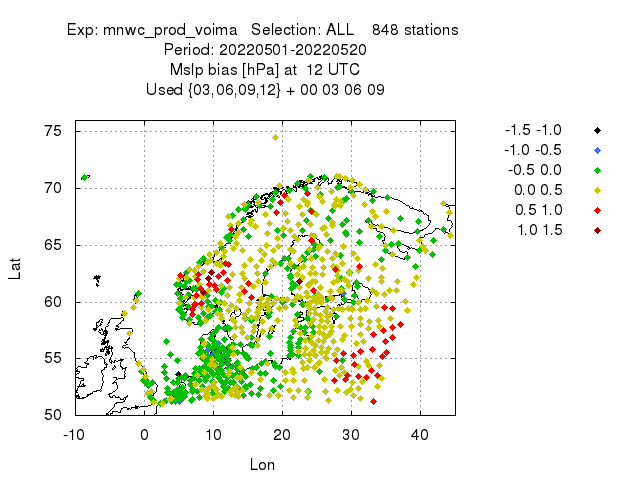 Exp: mnwc_prod_voima   Selection: ALL    848 stations
Period: 20220501-20220520
Mslp bias [hPa] at  12 UTC
Used {03,06,09,12} + 00 03 06 09
75
70
65
60
55
50
-10 0 10 20 30 40
Lat
Lon
-1.5 -1.0
-1.0 -0.5
-0.5 0.0
0.0 0.5
0.5 1.0
1.0 1.5